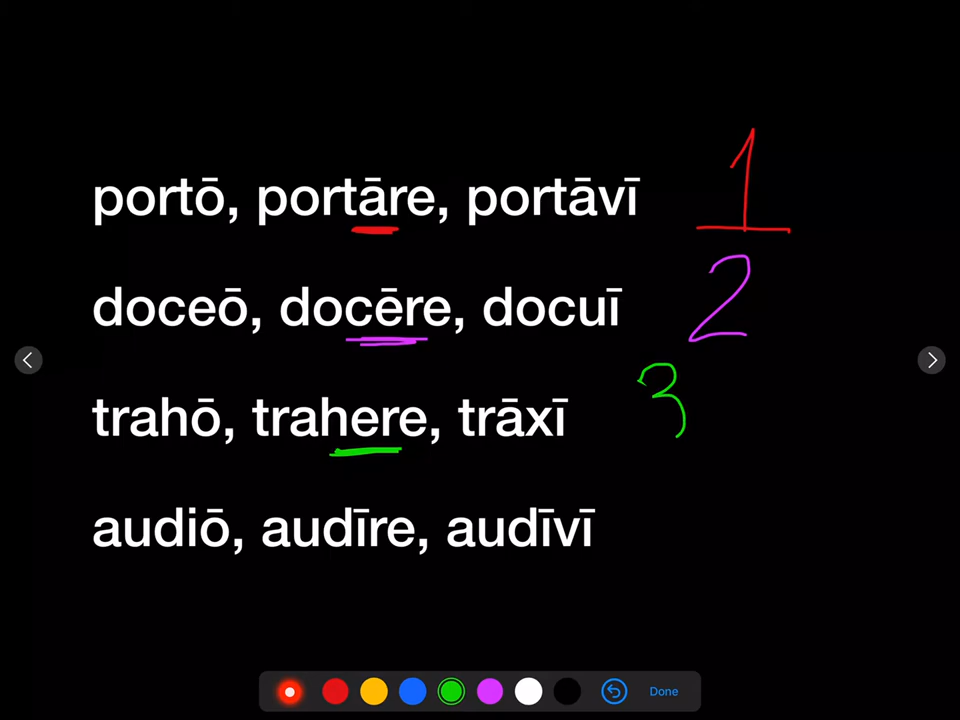 portō, portāre, portāvī 1
doceō, docēre, docuī 2
trahō, trahere, trāxī 3
audiō, audīre, audīvī
Done